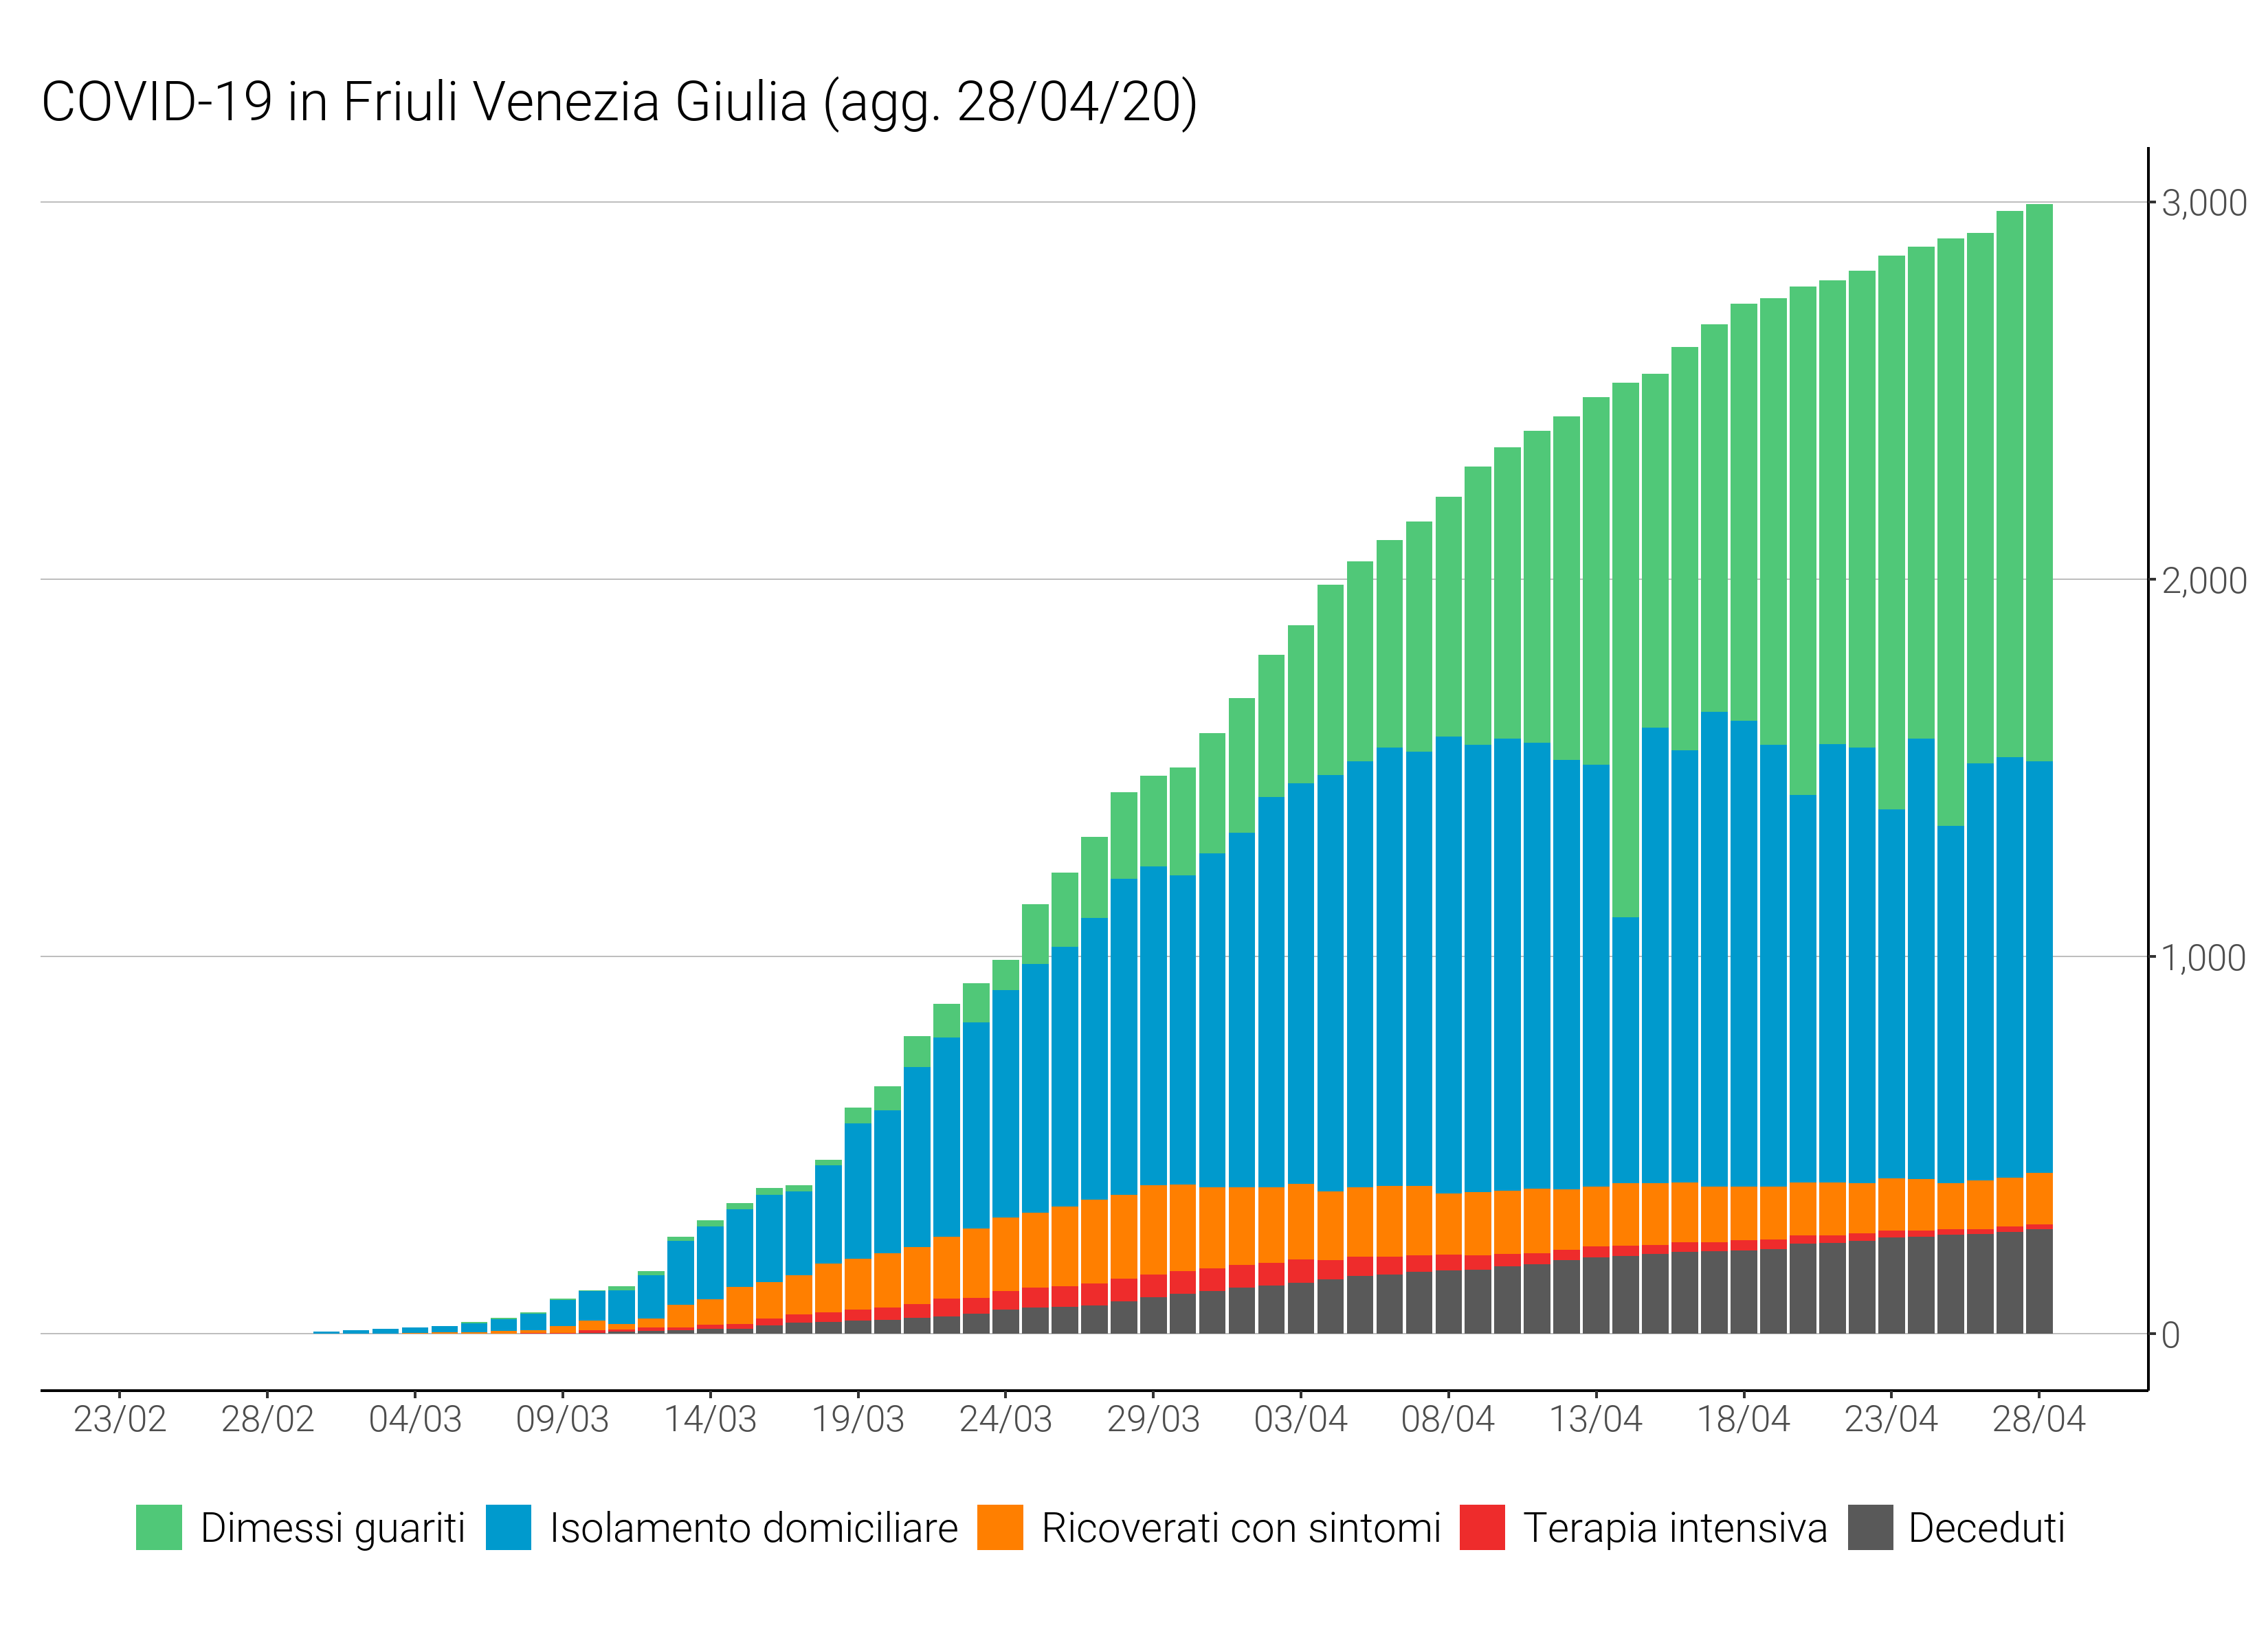 COVID-19 in Friuli Venezia Giulia (agg. 28/04/20)
3,000
2,000
1,000
0
23/02 28/02 04/03 09/03 14/03 19/03 24/03 29/03 03/04 08/04 13/04 18/04 23/04 28/04
Dimessi guariti Isolamento domiciliare Ricoverati con sintomi Terapia intensiva Deceduti